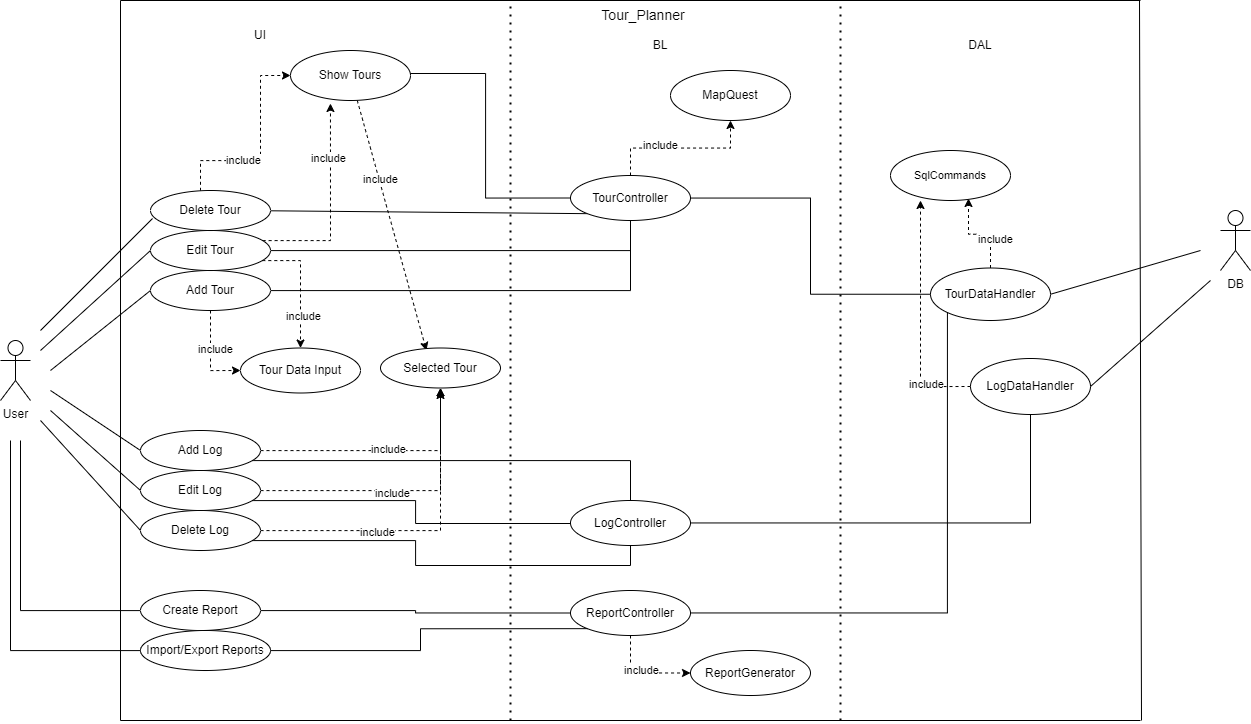 Tour_Planner
UI
BL
DAL
Show Tours
MapQuest
include
include
include
include
include
SqlCommands
Delete Tour
TourController
include
Edit Tour
Add Tour
TourDataHandler
DB
include
include
Tour Data Input
Selected Tour
include
LogDataHandler
User
Add Log
include
Edit Log
include
Delete Log
include
LogController
Create Report
ReportController
Import/Export Reports
include
ReportGenerator